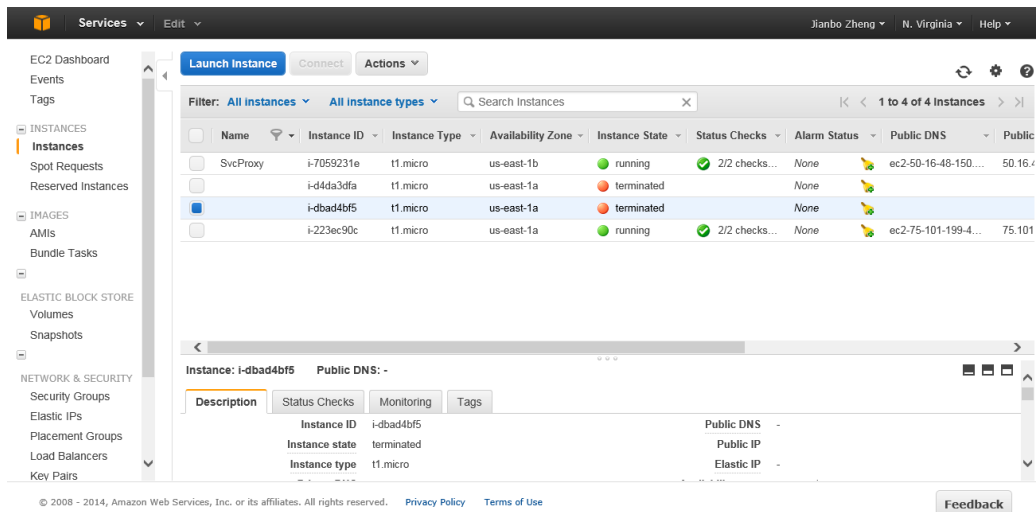 Services Edit Jianbo Zheng N. Virginia Help
EC2 Dashboard
Events
Tags
INSTANCES
Instances
Spot Requests
Reserved Instances
IMAGES
AMIs
Bundle Tasks
ELASTIC BLOCK STORE
Volumes
Snapshots
NETWORK & SECURITY
Security Groups
Elastic IPs
Placement Groups
Load Balancers
Key Pairs
Launch Instance Connect Actions
Filter: All instances All instance types Search Instances 1 to 4 of 4 Instances
Name Instance ID Instance Type Availability Zone Instance State Status Checks Alarm Status Public DNS Public
SvcProxy i-7059231e t1.micro us-east-1b running 2/2 checks... None ec2-50-16-48-150.... 50.16.4
i-d4da3dfa t1.micro us-east-1a terminated None
i-dbad4bf5 t1.micro us-east-1a terminated None
i-223ec90c t1.micro us-east-1a running 2/2 checks... None ec2-75-101-199-4... 75.101
Instance: i-dbad4bf5 Public DNS: -
Description Status Checks Monitoring Tags
Instance ID i-dbad4bf5 Public DNS -
Instance state terminated Public IP
Instance type t1.micro Elastic IP -
© 2008 - 2014, Amazon Web Services, Inc. or its affiliates. All rights reserved. Privacy Policy Terms of Use Feedback